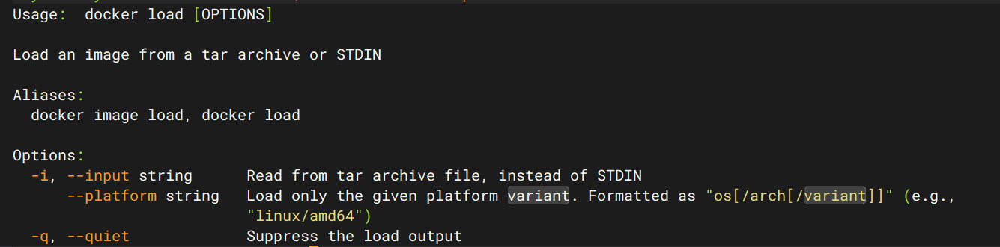 Usage:  docker load [OPTIONS]
Load an image from a tar archive or STDIN
Aliases:
docker image load, docker load
Options:
-i, --input string      Read from tar archive file, instead of STDIN
--platform string   Load only the given platform variant. Formatted as "os[/arch[/variant]]" (e.g.,
"linux/amd64")
-q, --quiet             Suppress the load output